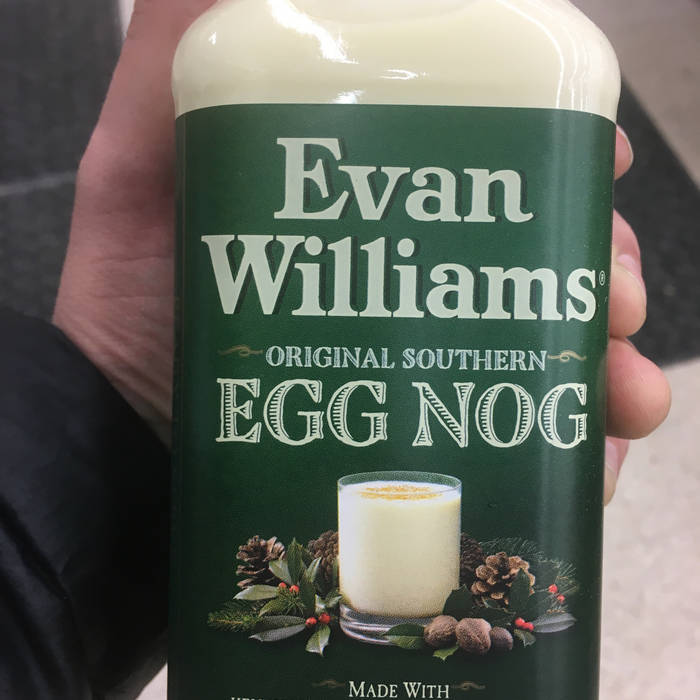 Evan
Williams®
ORIGINAL SOUTHERN
EGG NOG
MADE WITH